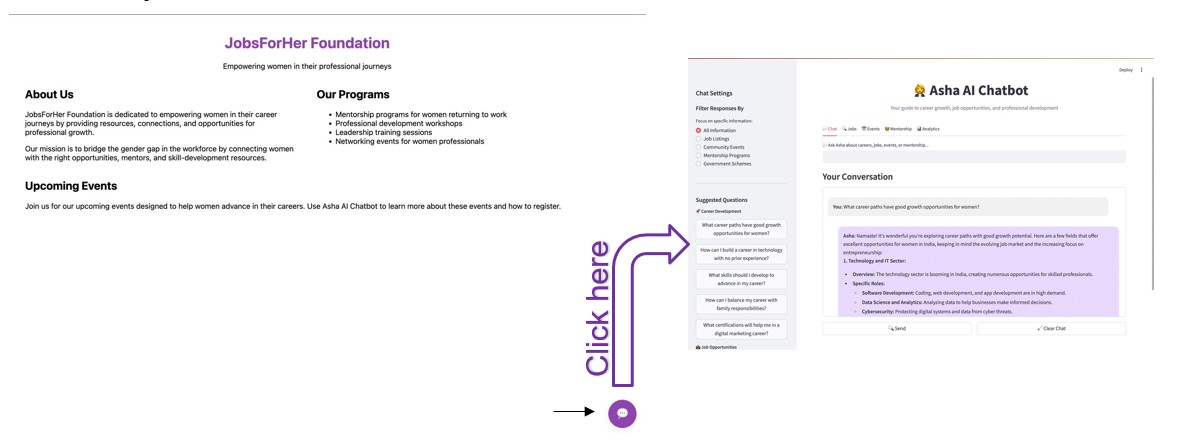 JobsForHer Foundation
Empowering women in their professional journeys
About Us
JobsForHer Foundation is dedicated to empowering women in their career
journeys by providing resources, connections, and opportunities for
professional growth.
Our mission is to bridge the gender gap in the workforce by connecting women
with the right opportunities, mentors, and skill-development resources.
Our Programs
• Mentorship programs for women returning to work
• Professional development workshops
• Leadership training sessions
• Networking events for women professionals
Upcoming Events
Join us for our upcoming events designed to help women advance in their careers. Use Asha AI Chatbot to learn more about these events and how to register.
Click here
Chat Settings
Filter Responses By
Focus on specific information:
All Information
Job Listings
Community Events
Mentorship Programs
Government Schemes
Suggested Questions
Career Development
What career paths have good growth
opportunities for women?
How can I build a career in technology
with no prior experience?
What skills should I develop to
advance in my career?
How can I balance my career with
family responsibilities?
What certifications will help me in a
digital marketing career?
Job Opportunities
Deploy
Asha AI Chatbot
Your guide to career growth, job opportunities, and professional development
Chat Jobs Events Mentorship Analytics
Ask Asha about careers, jobs, events, or mentorship...
Your Conversation
You: What career paths have good growth opportunities for women?
Asha: Namaste! It's wonderful you're exploring career paths with good growth potential. Here are a few fields that offer
excellent opportunities for women in India, keeping in mind the evolving job market and the increasing focus on
entrepreneurship:
1. Technology and IT Sector:
• Overview: The technology sector is booming in India, creating numerous opportunities for skilled professionals.
• Specific Roles:
Software Development: Coding, web development, and app development are in high demand.
Data Science and Analytics: Analyzing data to help businesses make informed decisions.
Cybersecurity: Protecting digital systems and data from cyber threats.
Send
Clear Chat